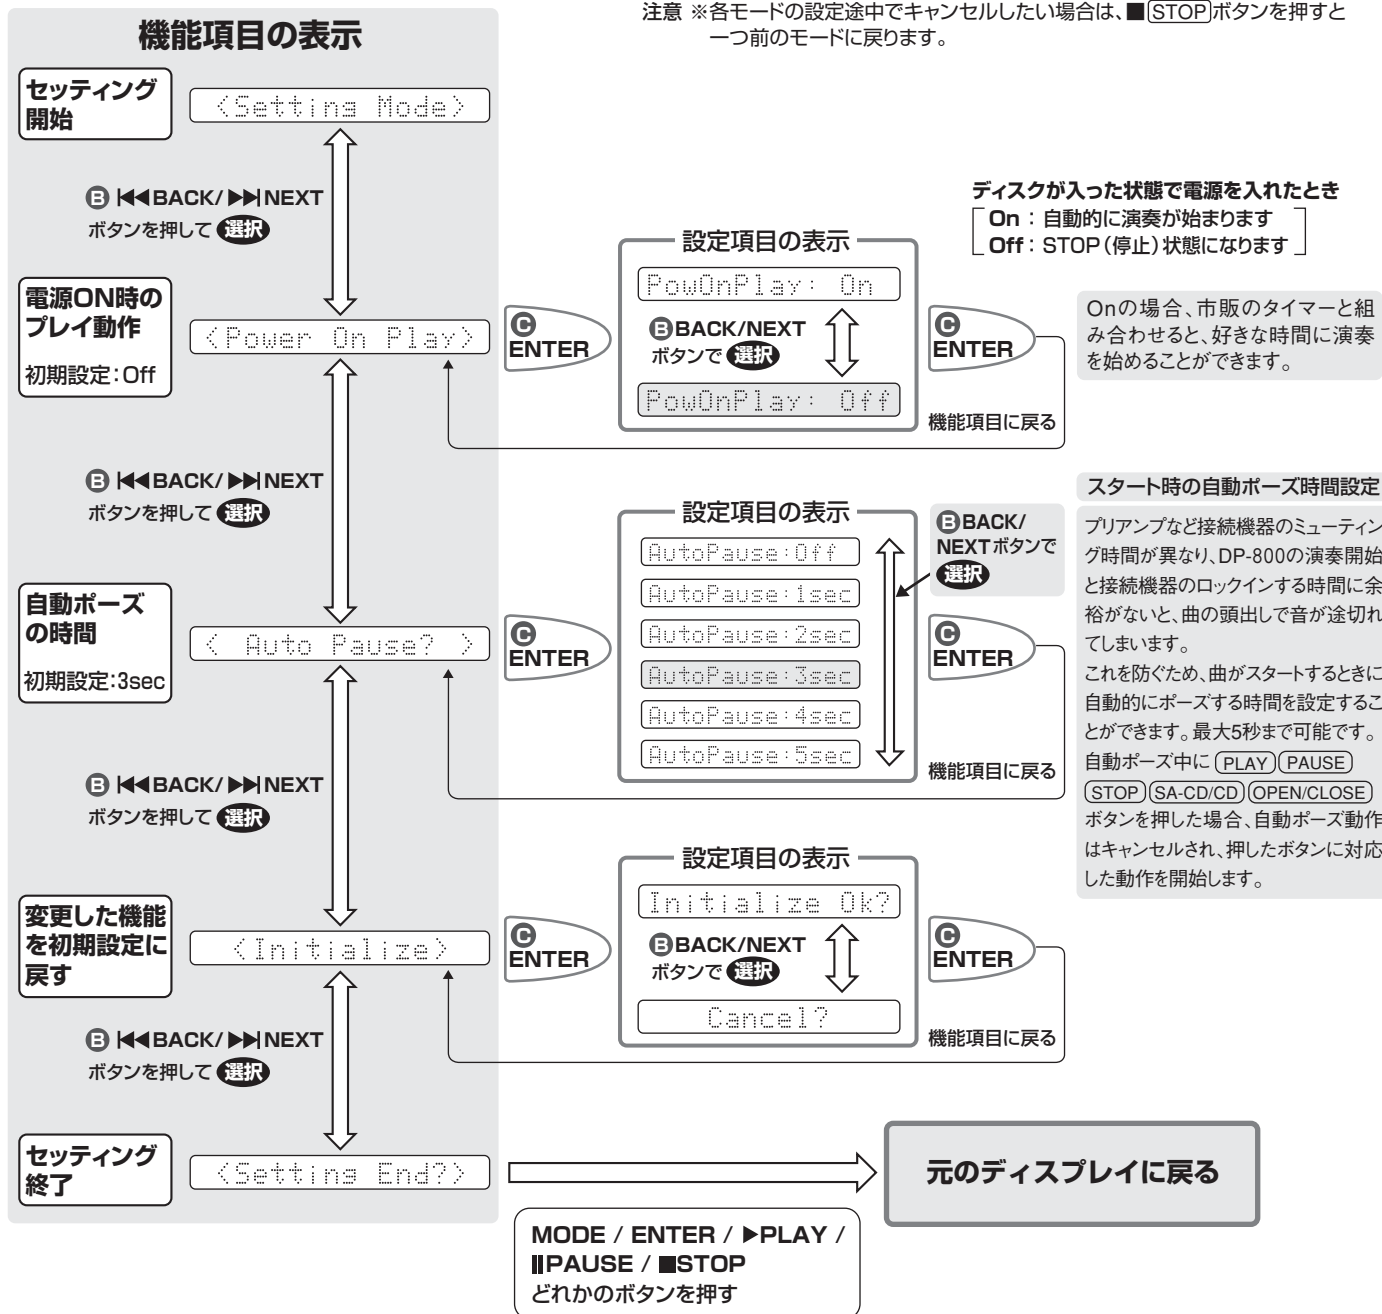 注意 ※各モードの設定途中でキャンセルしたい場合は、■STOPボタンを押すと
一つ前のモードに戻ります。
機能項目の表示
セッティング
開始
<Setting Mode>
B |◀◀BACK/▶▶|NEXT
ボタンを押して 選択
電源ON時の
プレイ動作
初期設定：Off
<Power On Play>
C
ENTER
設定項目の表示
PowOnPlay: On
B BACK/NEXT
ボタンで 選択
PowOnPlay: Off
C
ENTER
機能項目に戻る
ディスクが入った状態で電源を入れたとき
On：自動的に演奏が始まります
Off：STOP（停止）状態になります
Onの場合、市販のタイマーと組
み合わせると、好きな時間に演奏
を始めることができます。
B |◀◀BACK/▶▶|NEXT
ボタンを押して 選択
自動ポーズ
の時間
初期設定:3sec
< Auto Pause? >
C
ENTER
設定項目の表示
AutoPause:Off
AutoPause:1sec
AutoPause:2sec
AutoPause:3sec
AutoPause:4sec
AutoPause:5sec
B BACK/
NEXTボタンで
選択
C
ENTER
機能項目に戻る
スタート時の自動ポーズ時間設定
プリアンプなど接続機器のミューティン
グ時間が異なり、DP-800の演奏開始
と接続機器のロックインする時間に余
裕がないと、曲の頭出しで音が途切れ
てしまいます。
これを防ぐため、曲がスタートするときに
自動的にポーズする時間を設定するこ
とができます。最大5秒まで可能です。
自動ポーズ中に PLAY PAUSE
STOP SA-CD/CD OPEN/CLOSE
ボタンを押した場合、自動ポーズ動作
はキャンセルされ、押したボタンに対応
した動作を開始します。
B |◀◀BACK/▶▶|NEXT
ボタンを押して 選択
変更した機能
を初期設定に
戻す
<Initialize>
C
ENTER
設定項目の表示
Initialize Ok?
B BACK/NEXT
ボタンで 選択
Cancel?
C
ENTER
機能項目に戻る
B |◀◀BACK/▶▶|NEXT
ボタンを押して 選択
セッティング
終了
<Setting End?>
元のディスプレイに戻る
MODE / ENTER / ▶PLAY /
||PAUSE / ■STOP
どれかのボタンを押す